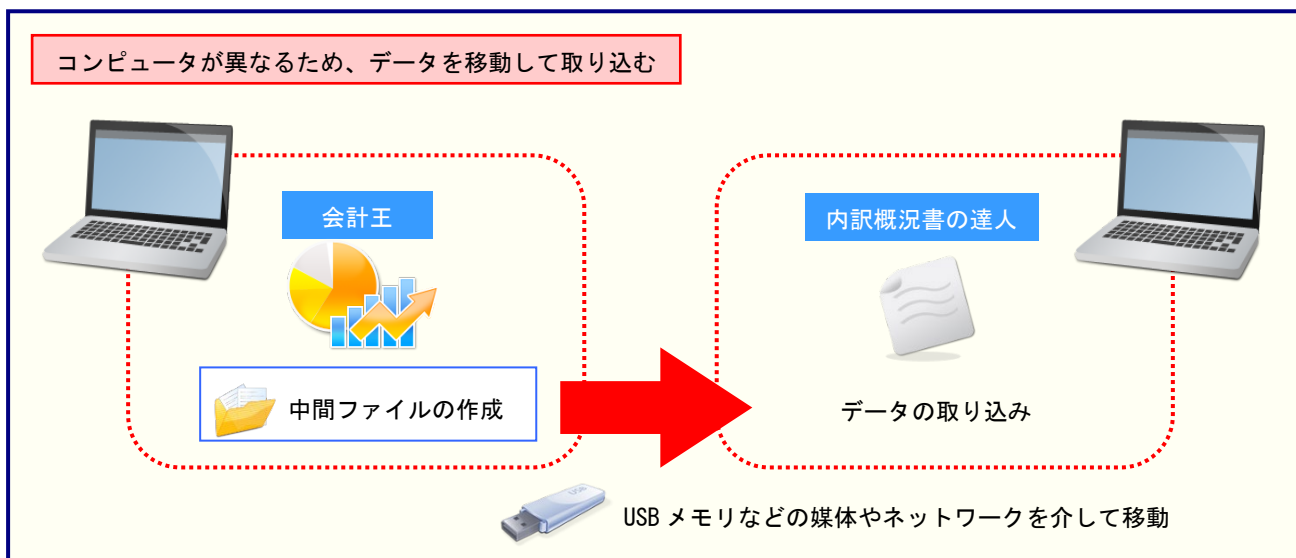 コンピュータが異なるため、データを移動して取り込む
会計王
内訳概況書の達人
中間ファイルの作成
データの取り込み
USB
USB メモリなどの媒体やネットワークを介して移動